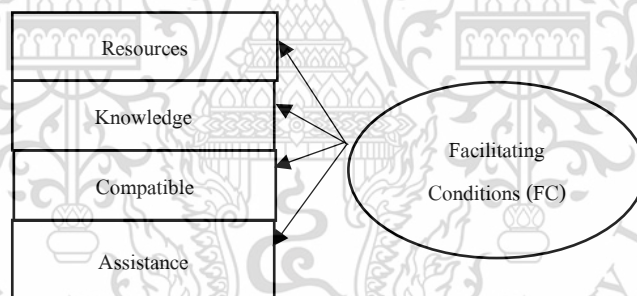 Resources
Knowledge
Compatible
Assistance
Facilitating
Conditions (FC)